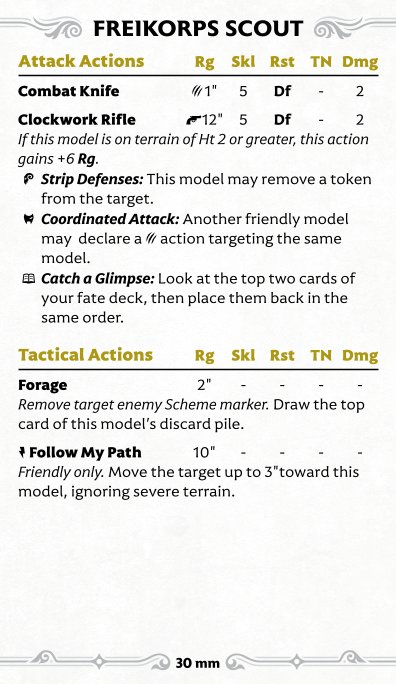 FREIKORPS SCOUT
Attack Actions Rg Skl Rst TN Dmg
Combat Knife 1" 5 Df - 2
Clockwork Rifle 12" 5 Df - 2
If this model is on terrain of Ht 2 or greater, this action
gains +6 Rg.
Strip Defenses: This model may remove a token
from the target.
Coordinated Attack: Another friendly model
may declare a action targeting the same
model.
Catch a Glimpse: Look at the top two cards of
your fate deck, then place them back in the
same order.
Tactical Actions Rg Skl Rst TN Dmg
Forage 2" - - - -
Remove target enemy Scheme marker. Draw the top
card of this model's discard pile.
Follow My Path 10" - - - -
Friendly only. Move the target up to 3"toward this
model, ignoring severe terrain.
30 mm